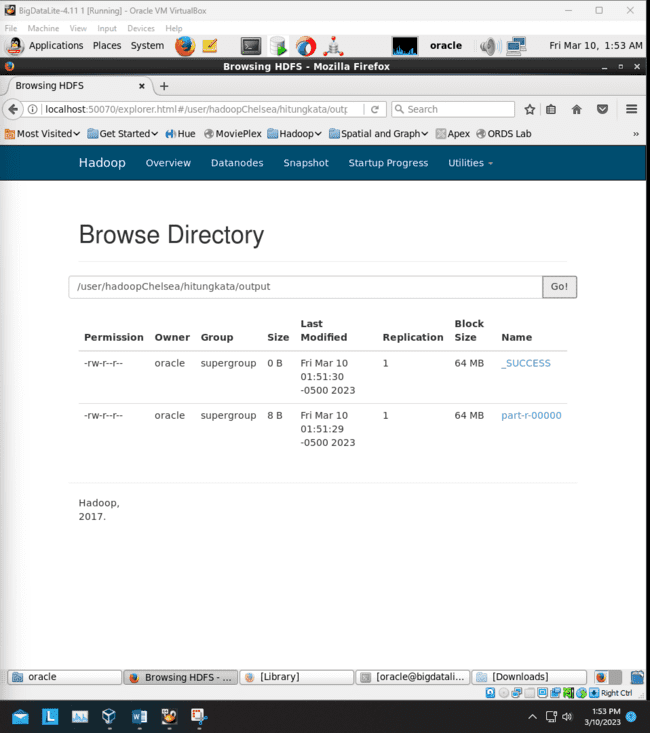 BigDataLite-4.11 1 [Running] - Oracle VM VirtualBox
File Machine View Input Devices Help
Applications Places System oracle Fri Mar 10, 1:53 AM
Browsing HDFS - Mozilla Firefox
Browsing HDFS
localhost:50070/explorer.html#/user/hadoopChelsea/hitungkata/outp Search
Most Visited Get Started Hue MoviePlex Hadoop Spatial and Graph Apex ORDS Lab »
Hadoop Overview Datanodes Snapshot Startup Progress Utilities
Browse Directory
/user/hadoopChelsea/hitungkata/output Go!
Last Block
Permission Owner Group Size Modified Replication Size Name
-rw-r--r-- oracle supergroup 0 B Fri Mar 10 1 64 MB _SUCCESS
01:51:30
-0500 2023
-rw-r--r-- oracle supergroup 8 B Fri Mar 10 1 64 MB part-r-00000
01:51:29
-0500 2023
Hadoop,
2017.
oracle Browsing HDFS - ... [Library] [oracle@bigdatali... [Downloads]
Right Ctrl
L W 1:53 PM
3/10/2023 1